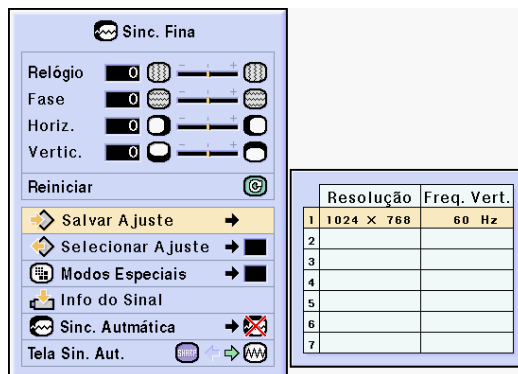 Sinc. Fina
Relógio 0 - +
Fase 0 - +
Horiz. 0 - +
Vertic. 0 - +
Reiniciar
Salvar Ajuste
Selecionar Ajuste
Modos Especiais
Info do Sinal
Sinc. Autmática
Tela Sin. Aut. SHARP
Resolução Freq. Vert.
1 1024 × 768 60 Hz
2
3
4
5
6
7